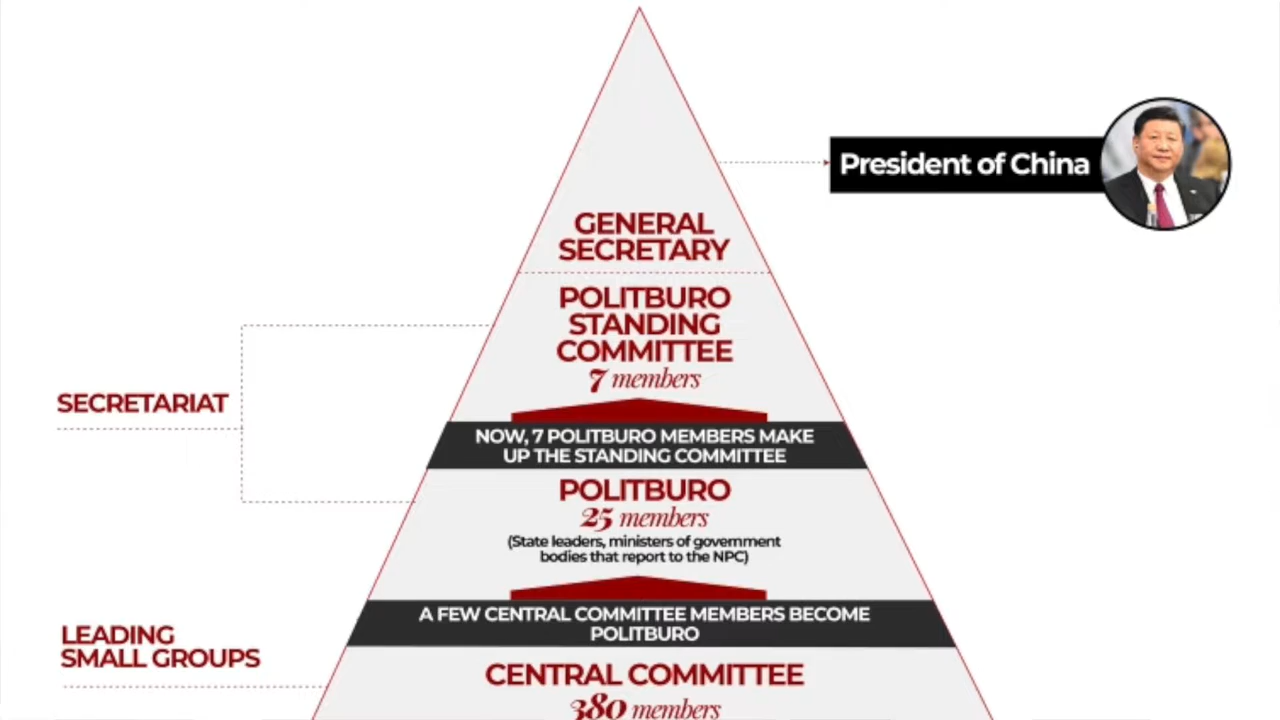 President of China
GENERAL
SECRETARY
POLITBURO
STANDING
COMMITTEE
7 members
SECRETARIAT
NOW, 7 POLITBURO MEMBERS MAKE
UP THE STANDING COMMITTEE
POLITBURO
25 members
(State leaders, ministers of government
bodies that report to the NPC)
A FEW CENTRAL COMMITTEE MEMBERS BECOME
POLITBURO
LEADING
SMALL GROUPS
CENTRAL COMMITTEE
380 members